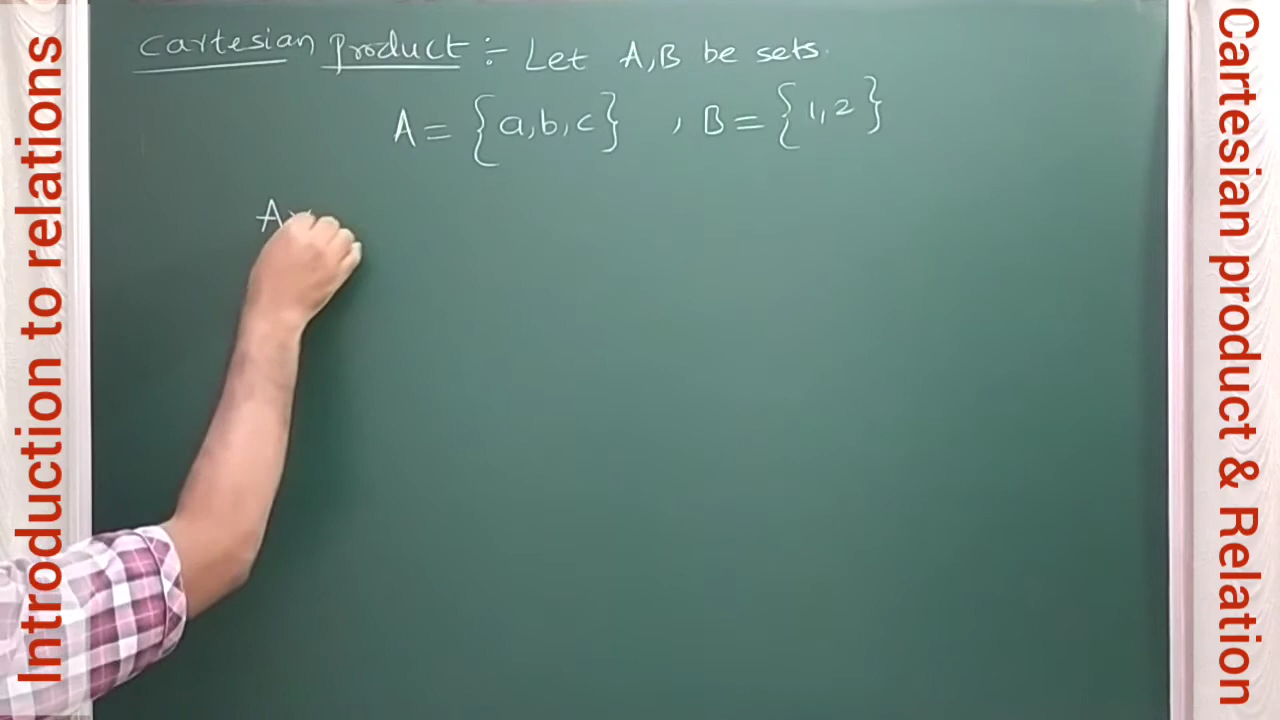 Introduction to relations
Cartesian Product :- Let A,B be sets.
A = {a,b,c} , B = {1,2}
A×
Cartesian product & Relation